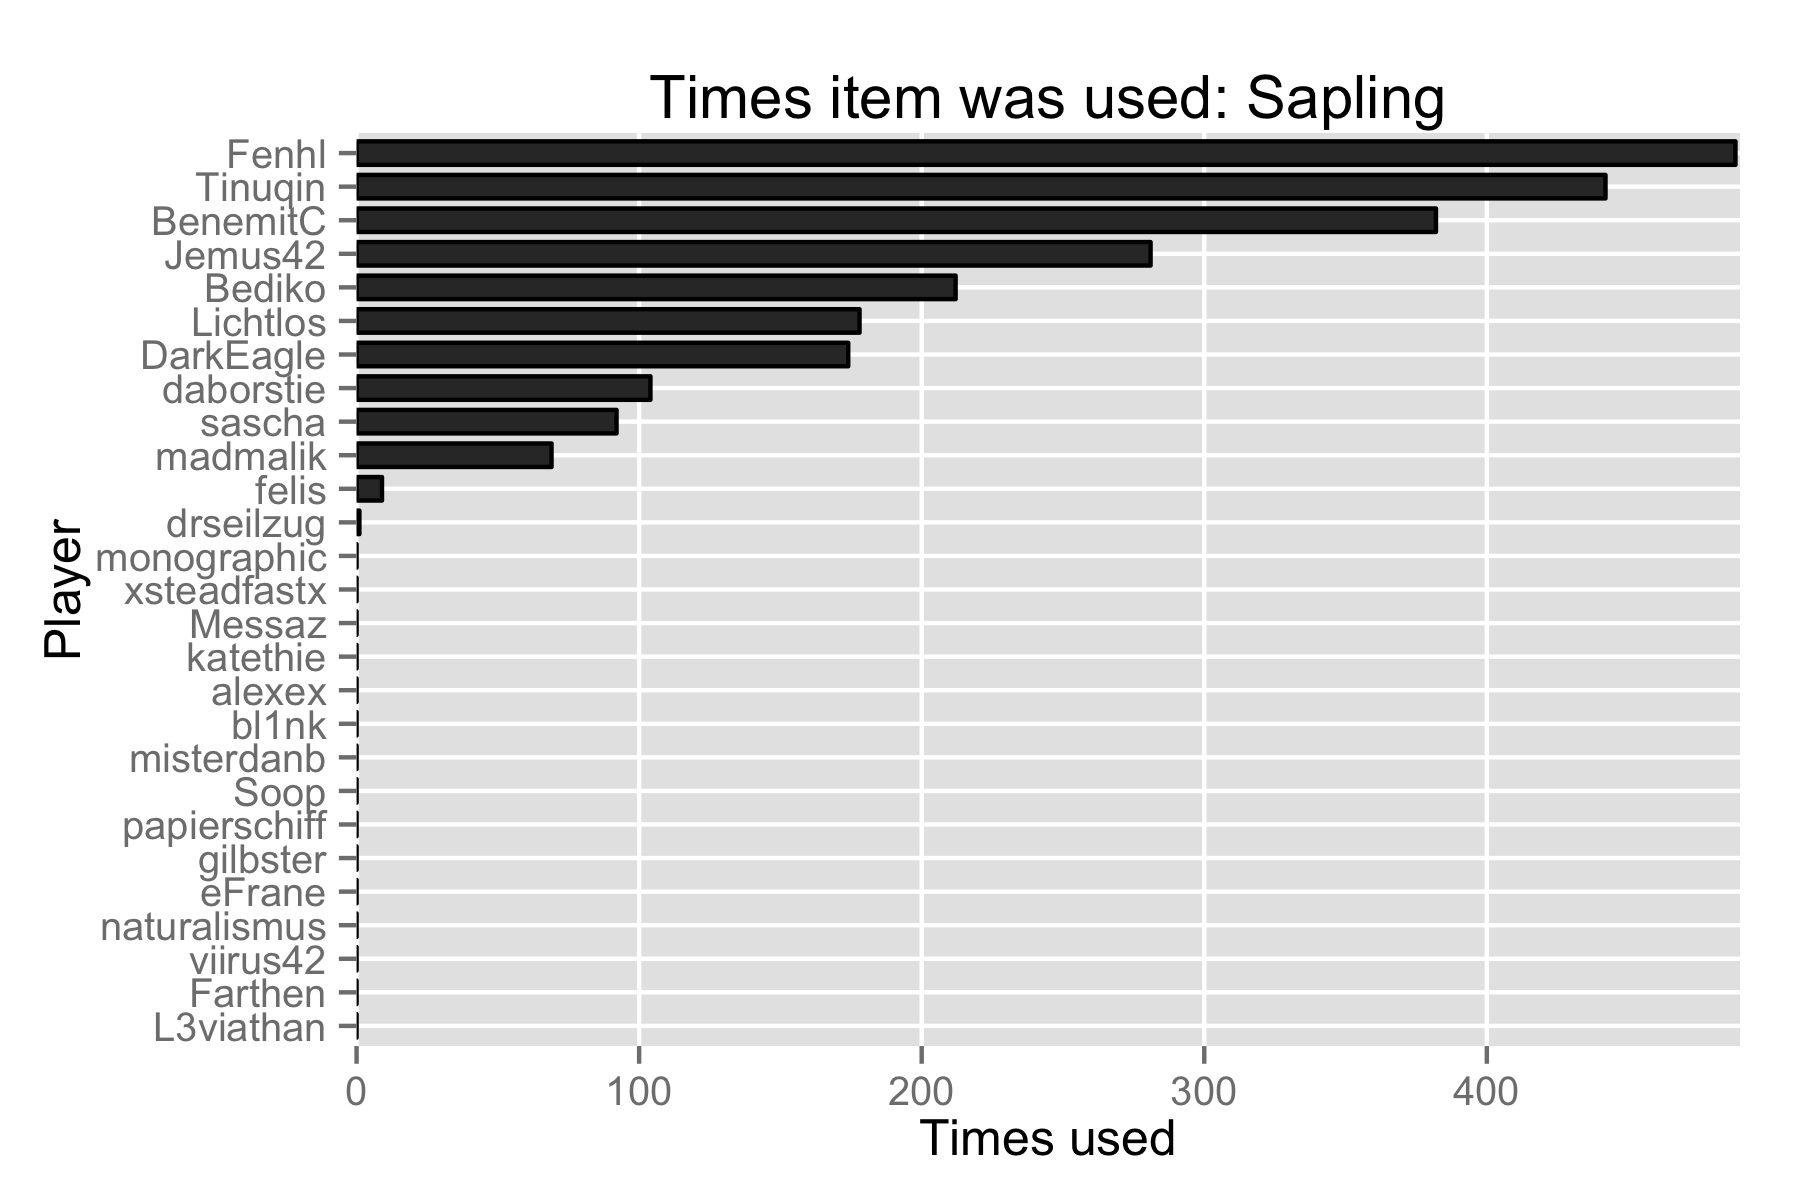 Times item was used: Sapling
Fenhl
Tinuqin
BenemitC
Jemus42
Bediko
Lichtlos
DarkEagle
daborstie
sascha
madmalik
felis
drseilzug
monographic
xsteadfastx
Messaz
katethie
alexex
bl1nk
misterdanb
Soop
papierschiff
gilbster
eFrane
naturalismus
viirus42
Farthen
L3viathan
Player
0 100 200 300 400
Times used